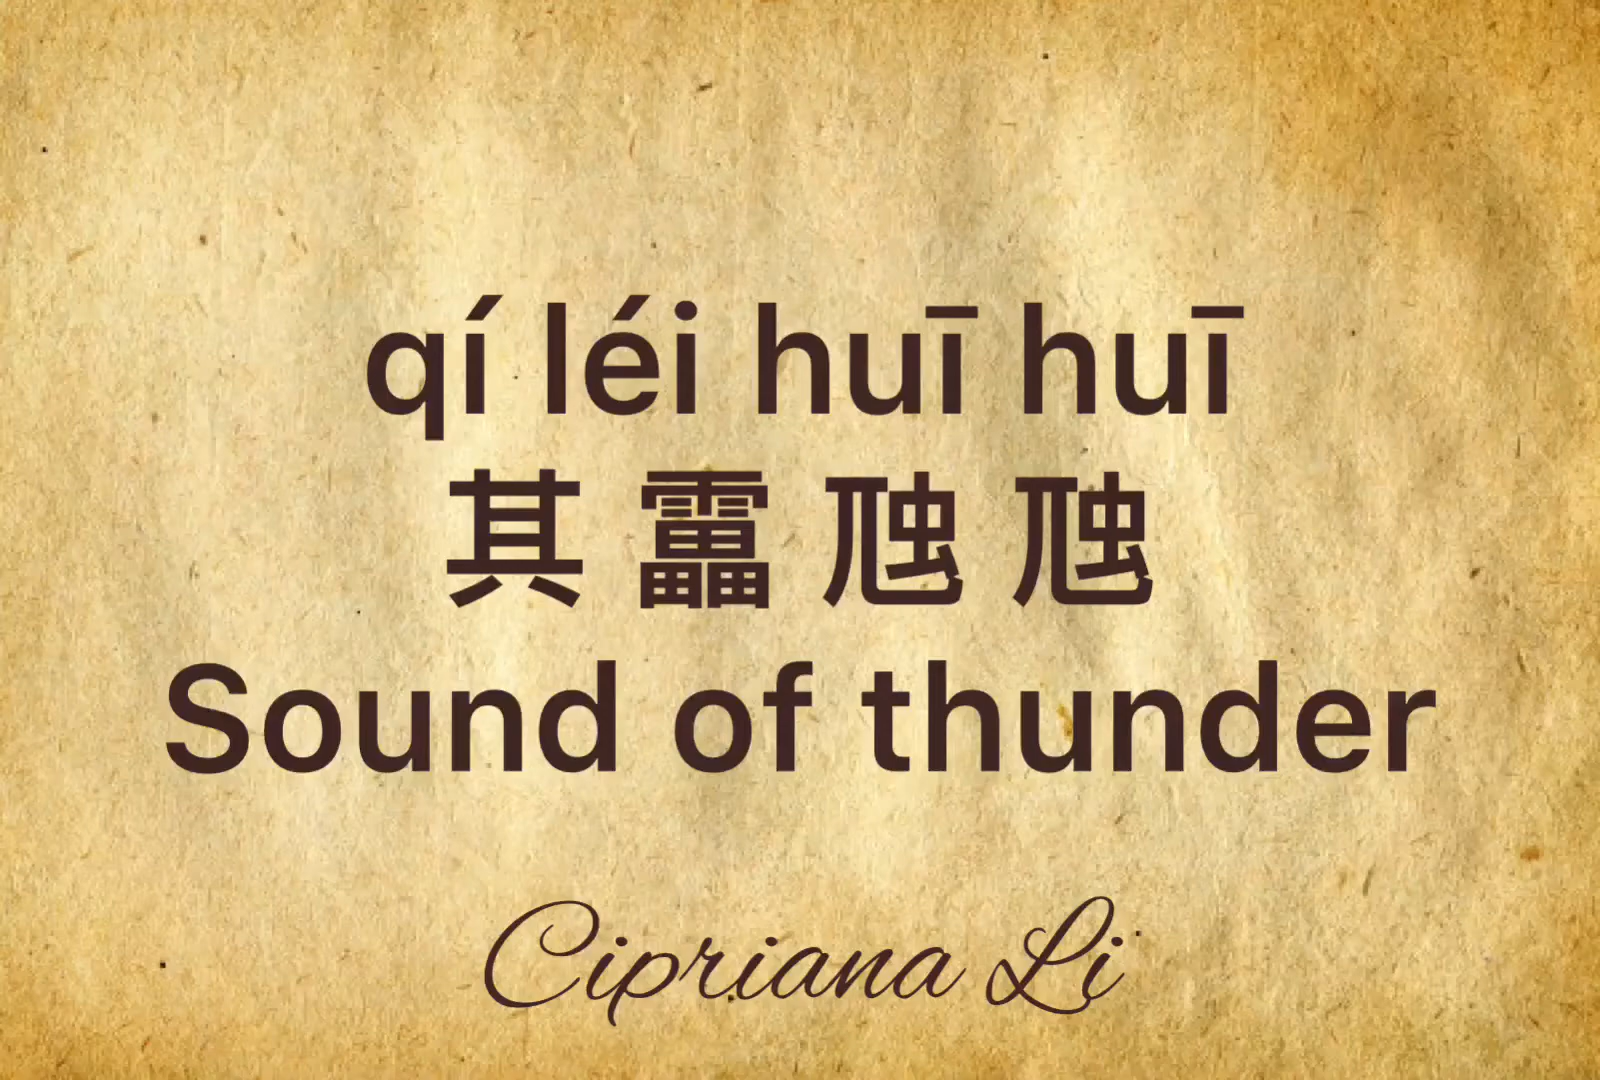 qí léi huī huī
其 靁 虺 虺
Sound of thunder
Cipriana Li